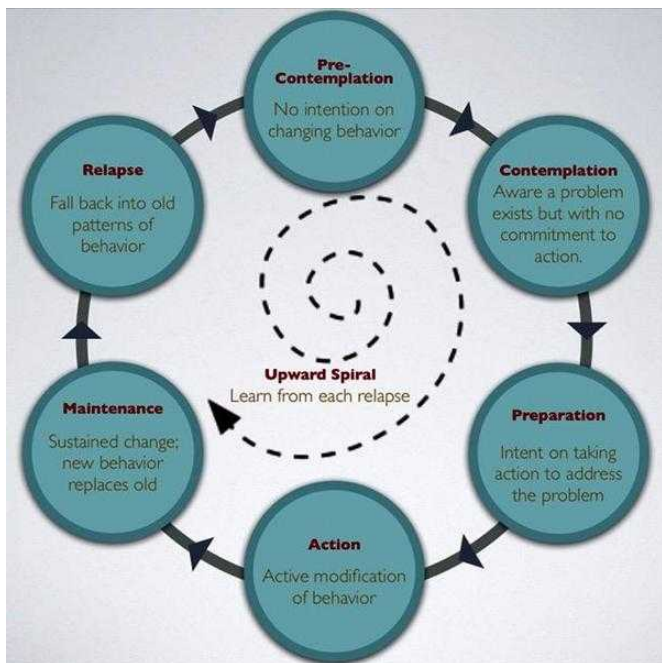 Pre-
Contemplation
No intention on
changing behavior
Contemplation
Aware a problem
exists but with no
commitment to
action.
Preparation
Intent on taking
action to address
the problem
Action
Active modification
of behavior
Maintenance
Sustained change;
new behavior
replaces old
Relapse
Fall back into old
patterns of
behavior
Upward Spiral
Learn from each relapse